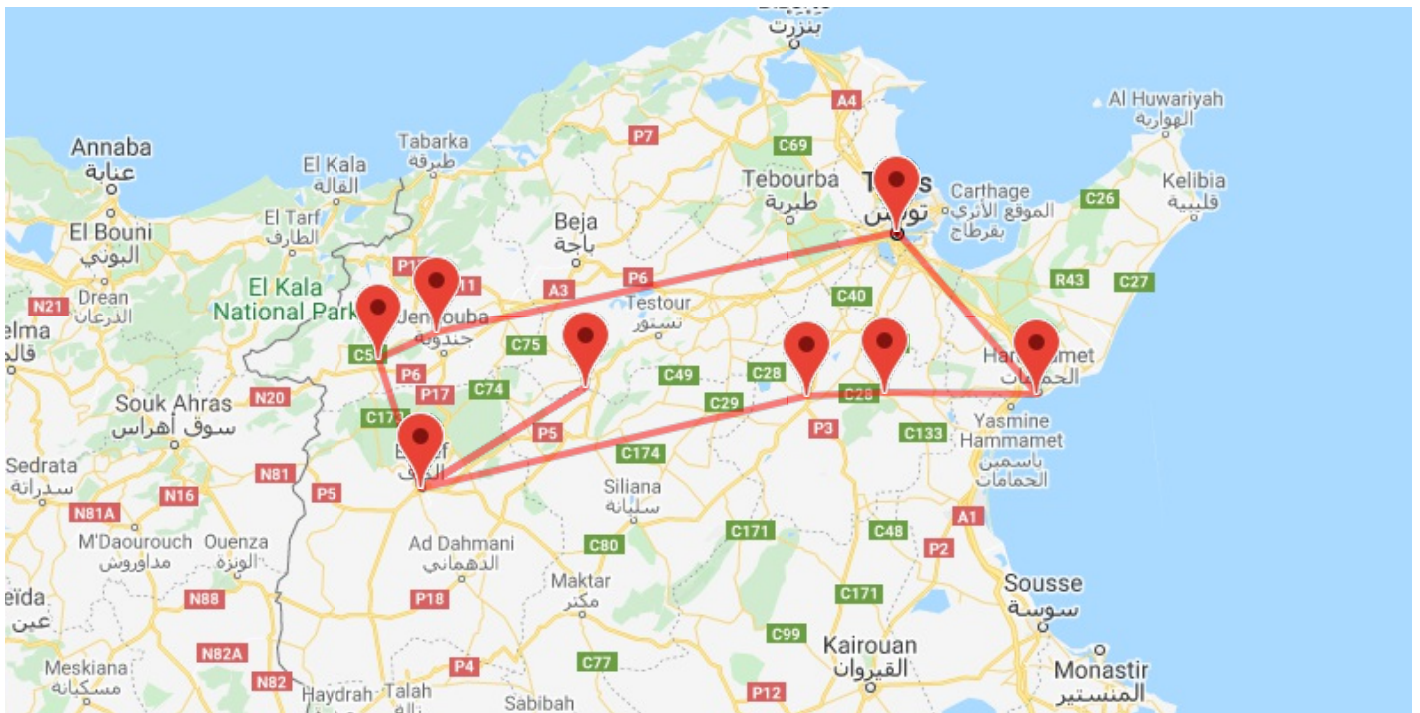 بنزرت
A4
Al Huwariyah
الهوارية
P7
Annaba
عنابة
Tabarka
طبرقة
C69
El Kala
القالة
Tebourba
طبربة
تونس
Carthage
الموقع الأثري
بقرطاج
Kelibia
قليبية
C26
El Tarf
الطارف
Beja
باجة
El Bouni
البوني
P6
R43
C27
Drean
الذرعان
El Kala
National Park
N21
A3
Testour
تستور
C40
جندوبة
C75
الحمامات
P6
C74
C49
C28
C28
N20
P17
C29
Souk Ahras
سوق أهراس
C173
P5
P3
C133
Yasmine
Hammamet
ياسمين
الحمامات
C174
الكاف
Sedrata
سدراتة
N81
N16
P5
Siliana
سليانة
N81A
C171
C48
A1
P2
M'Daourouch
مداوروش
Ouenza
الونزة
Ad Dahmani
الدهماني
C80
Maktar
مكثر
Sousse
سوسة
N88
P18
C171
C99
Kairouan
القيروان
N82A
P4
C77
Monastir
المنستير
Meskiana
مسكيانة
N82
Haydrah
Talah
تالة
Sabibah
P12